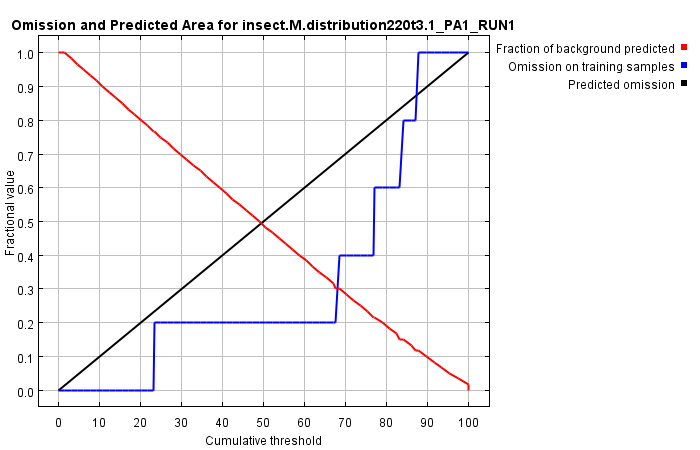 Omission and Predicted Area for insect.M.distribution220t3.1_PA1_RUN1
Fraction of background predicted
Omission on training samples
Predicted omission
Fractional value
1.0
0.9
0.8
0.7
0.6
0.5
0.4
0.3
0.2
0.1
0.0
0 10 20 30 40 50 60 70 80 90 100
Cumulative threshold